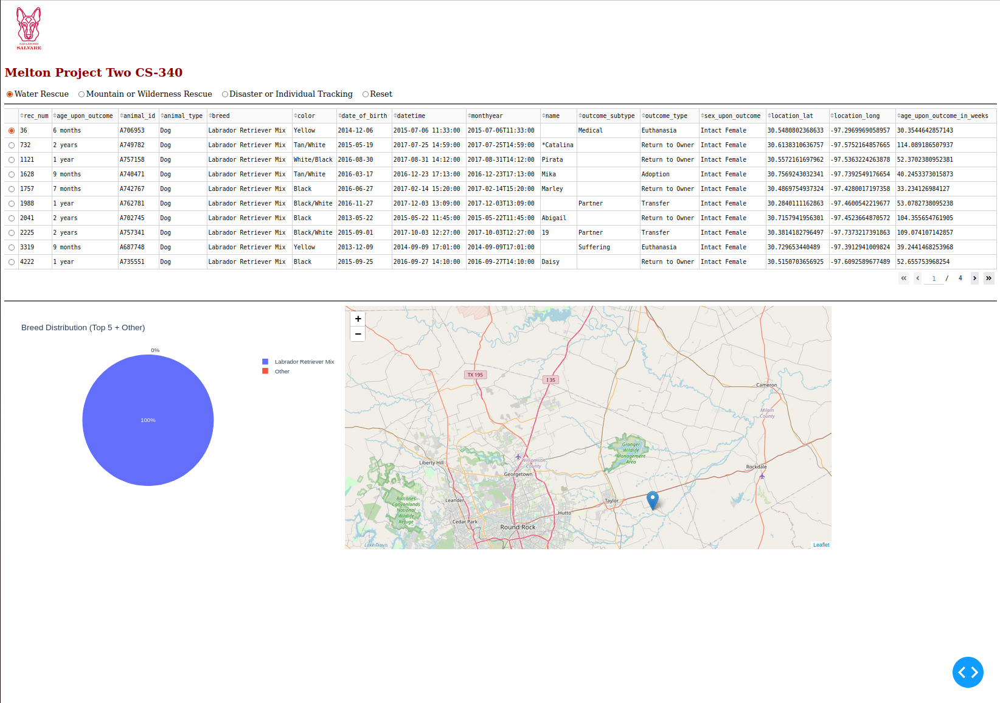 GRAZIOSO
SALVARE
Melton Project Two CS-340
Water Rescue Mountain or Wilderness Rescue Disaster or Individual Tracking Reset
rec_num age_upon_outcome animal_id animal_type breed color date_of_birth datetime monthyear name outcome_subtype outcome_type sex_upon_outcome location_lat location_long age_upon_outcome_in_weeks
36 6 months A706953 Dog Labrador Retriever Mix Yellow 2014-12-06 2015-07-06 11:33:00 2015-07-06T11:33:00 Medical Euthanasia Intact Female 30.5480802368633 -97.2969969058957 30.3544642857143
732 2 years A749782 Dog Labrador Retriever Mix Tan/White 2015-05-19 2017-07-25 14:59:00 2017-07-25T14:59:00 *Catalina Return to Owner Intact Female 30.6138310636757 -97.5752164857665 114.089186507937
1121 1 year A757158 Dog Labrador Retriever Mix White/Black 2016-08-30 2017-08-31 14:12:00 2017-08-31T14:12:00 Pirata Return to Owner Intact Female 30.5572161697962 -97.5363224263878 52.3702380952381
1628 9 months A740471 Dog Labrador Retriever Mix Tan/White 2016-03-17 2016-12-23 17:13:00 2016-12-23T17:13:00 Mika Adoption Intact Female 30.7569243032341 -97.7392549176654 40.2453373015873
1757 7 months A742767 Dog Labrador Retriever Mix Black 2016-06-27 2017-02-14 15:20:00 2017-02-14T15:20:00 Marley Return to Owner Intact Female 30.4869754937324 -97.4280017197358 33.234126984127
1988 1 year A762781 Dog Labrador Retriever Mix Black/White 2016-11-27 2017-12-03 13:09:00 2017-12-03T13:09:00 Partner Transfer Intact Female 30.2840111162863 -97.4600542219677 53.0782738095238
2041 2 years A702745 Dog Labrador Retriever Mix Black 2013-05-22 2015-05-22 11:45:00 2015-05-22T11:45:00 Abigail Return to Owner Intact Female 30.7157941956301 -97.4523664870572 104.355654761905
2225 2 years A757341 Dog Labrador Retriever Mix Black/White 2015-09-01 2017-10-03 12:27:00 2017-10-03T12:27:00 19 Partner Transfer Intact Female 30.3814182796497 -97.7373217391863 109.074107142857
3319 9 months A687748 Dog Labrador Retriever Mix Yellow 2013-12-09 2014-09-09 17:01:00 2014-09-09T17:01:00 Suffering Euthanasia Intact Female 30.729653440489 -97.3912941009824 39.2441468253968
4222 1 year A735551 Dog Labrador Retriever Mix Black 2015-09-25 2016-09-27 14:10:00 2016-09-27T14:10:00 Daisy Return to Owner Intact Female 30.5150703656925 -97.6092589677489 52.655753968254
1 / 4
Breed Distribution (Top 5 + Other)
0%
100%
Labrador Retriever Mix
Other
+
−
TX 195
I 35
Cameron
Milam
County
Granger
Wildlife
Management
Area
Williamson
County
Liberty Hill
Georgetown
Rockdale
Balcones
Canyonlands
National
Wildlife
Refuge
Leander
Taylor
Hutto
Cedar Park
Round Rock
Lake Travis
Leaflet